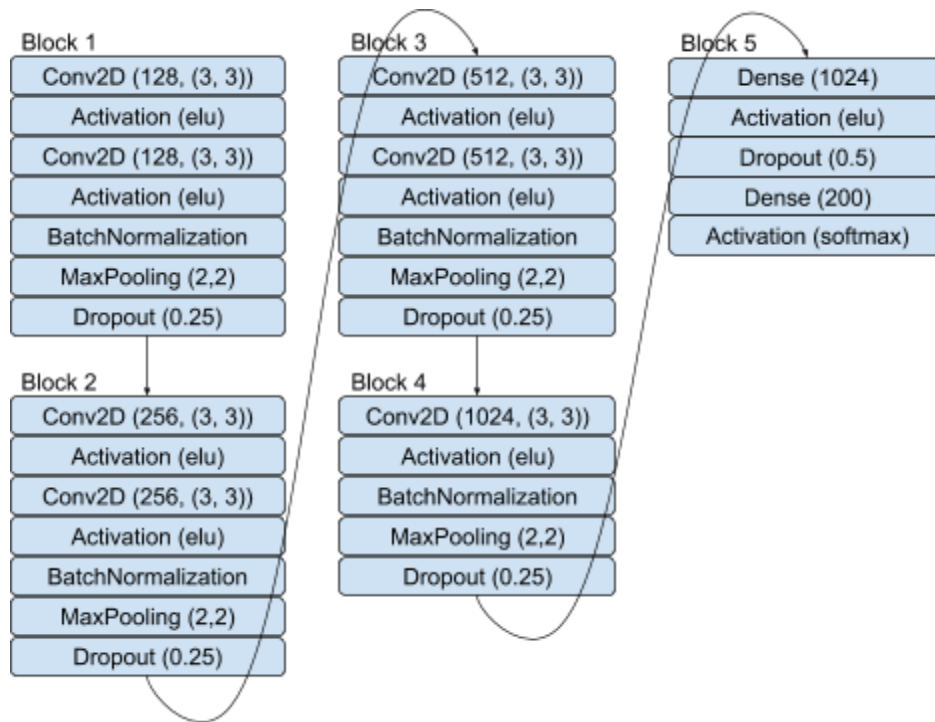 Block 1
Conv2D (128, (3, 3))
Activation (elu)
Conv2D (128, (3, 3))
Activation (elu)
BatchNormalization
MaxPooling (2,2)
Dropout (0.25)
Block 2
Conv2D (256, (3, 3))
Activation (elu)
Conv2D (256, (3, 3))
Activation (elu)
BatchNormalization
MaxPooling (2,2)
Dropout (0.25)
Block 3
Conv2D (512, (3, 3))
Activation (elu)
Conv2D (512, (3, 3))
Activation (elu)
BatchNormalization
MaxPooling (2,2)
Dropout (0.25)
Block 4
Conv2D (1024, (3, 3))
Activation (elu)
BatchNormalization
MaxPooling (2,2)
Dropout (0.25)
Block 5
Dense (1024)
Activation (elu)
Dropout (0.5)
Dense (200)
Activation (softmax)